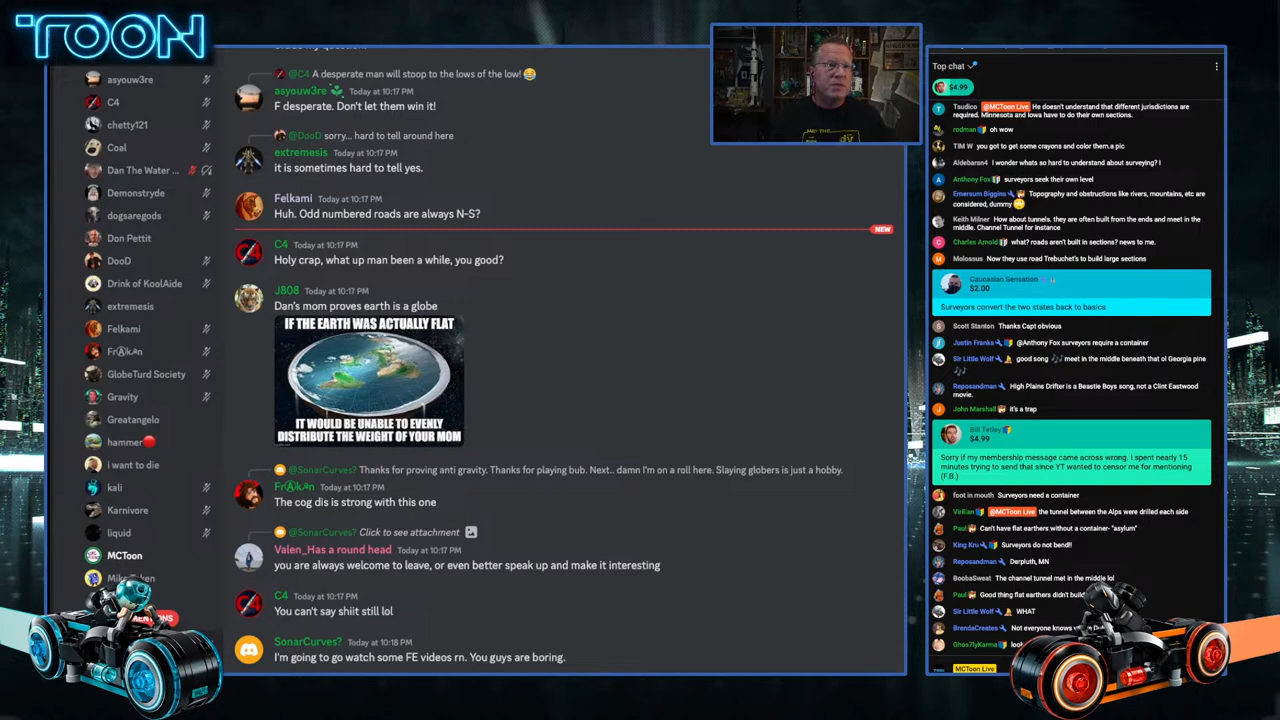 TOON
asyouw3re
C4
chetty121
Coal
Dan The Water ...
Demonstryde
dogsaregods
Don Pettit
DooD
Drink of KoolAide
extremesis
Felkami
GlobeTurd Society
Gravity
Greatangelo
hammer
i want to die
kali
Karnivore
liquid
MCToon
@C4 A desperate man will stoop to the lows of the low!
asyouw3re Today at 10:17 PM
F desperate. Don't let them win it!
@DooD sorry... hard to tell around here
extremesis Today at 10:17 PM
it is sometimes hard to tell yes.
Felkami Today at 10:17 PM
Huh. Odd numbered roads are always N-S?
NEW
C4 Today at 10:17 PM
Holy crap, what up man been a while, you good?
J808 Today at 10:17 PM
Dan's mom proves earth is a globe
IF THE EARTH WAS ACTUALLY FLAT
IT WOULD BE UNABLE TO EVENLY
DISTRIBUTE THE WEIGHT OF YOUR MOM
@SonarCurves? Thanks for proving anti gravity. Thanks for playing bub. Next.. damn I'm on a roll here. Slaying globers is just a hobby.
Today at 10:17 PM
The cog dis is strong with this one
@SonarCurves? Click to see attachment
Valen_Has a round head Today at 10:17 PM
you are always welcome to leave, or even better speak up and make it interesting
C4 Today at 10:17 PM
You can't say shiit still lol
SonarCurves? Today at 10:18 PM
I'm going to go watch some FE videos rn. You guys are boring.
Top chat
$4.99
Tsudico @MCToon Live He doesn't understand that different jurisdictions are
required. Minnesota and Iowa have to do their own sections.
rodman oh wow
TIM W you got to get some crayons and color them.a pic
Aldebaran4 I wonder whats so hard to understand about surveying? I
Anthony Fox surveyors seek their own level
Emersum Biggins Topography and obstructions like rivers, mountains, etc are
considered, dummy
Keith Milner How about tunnels. they are often built from the ends and meet in the
middle. Channel Tunnel for instance
Charles Arnold what? roads aren't built in sections? news to me.
Molossus Now they use road Trebuchet's to build large sections
Caucasian Sensation
$2.00
Surveyors convert the two states back to basics
Scott Stanton Thanks Capt obvious
Justin Franks @Anthony Fox surveyors require a container
Sir Little Wolf good song meet in the middle beneath that ol Georgia pine
Reposandman High Plains Drifter is a Beastie Boys song, not a Clint Eastwood
movie.
John Marshall it's a trap
Bill Tetley
$4.99
Sorry if my membership message came across wrong. I spent nearly 15
minutes trying to send that since YT wanted to censor me for mentioning
(F.B.)
foot in mouth Surveyors need a container
Virilian @MCToon Live the tunnel between the Alps were drilled each side
Paul Can't have flat earthers without a container- "asylum"
King Kru Surveyors do not bend!!
Reposandman Derpluth, MN
BoobaSweat The channel tunnel met in the middle lol
Paul Good thing flat earthers didn't
Sir Little Wolf WHAT
BrendaCreates Not everyone knows
Ghos7lyKarma
MCToon Live